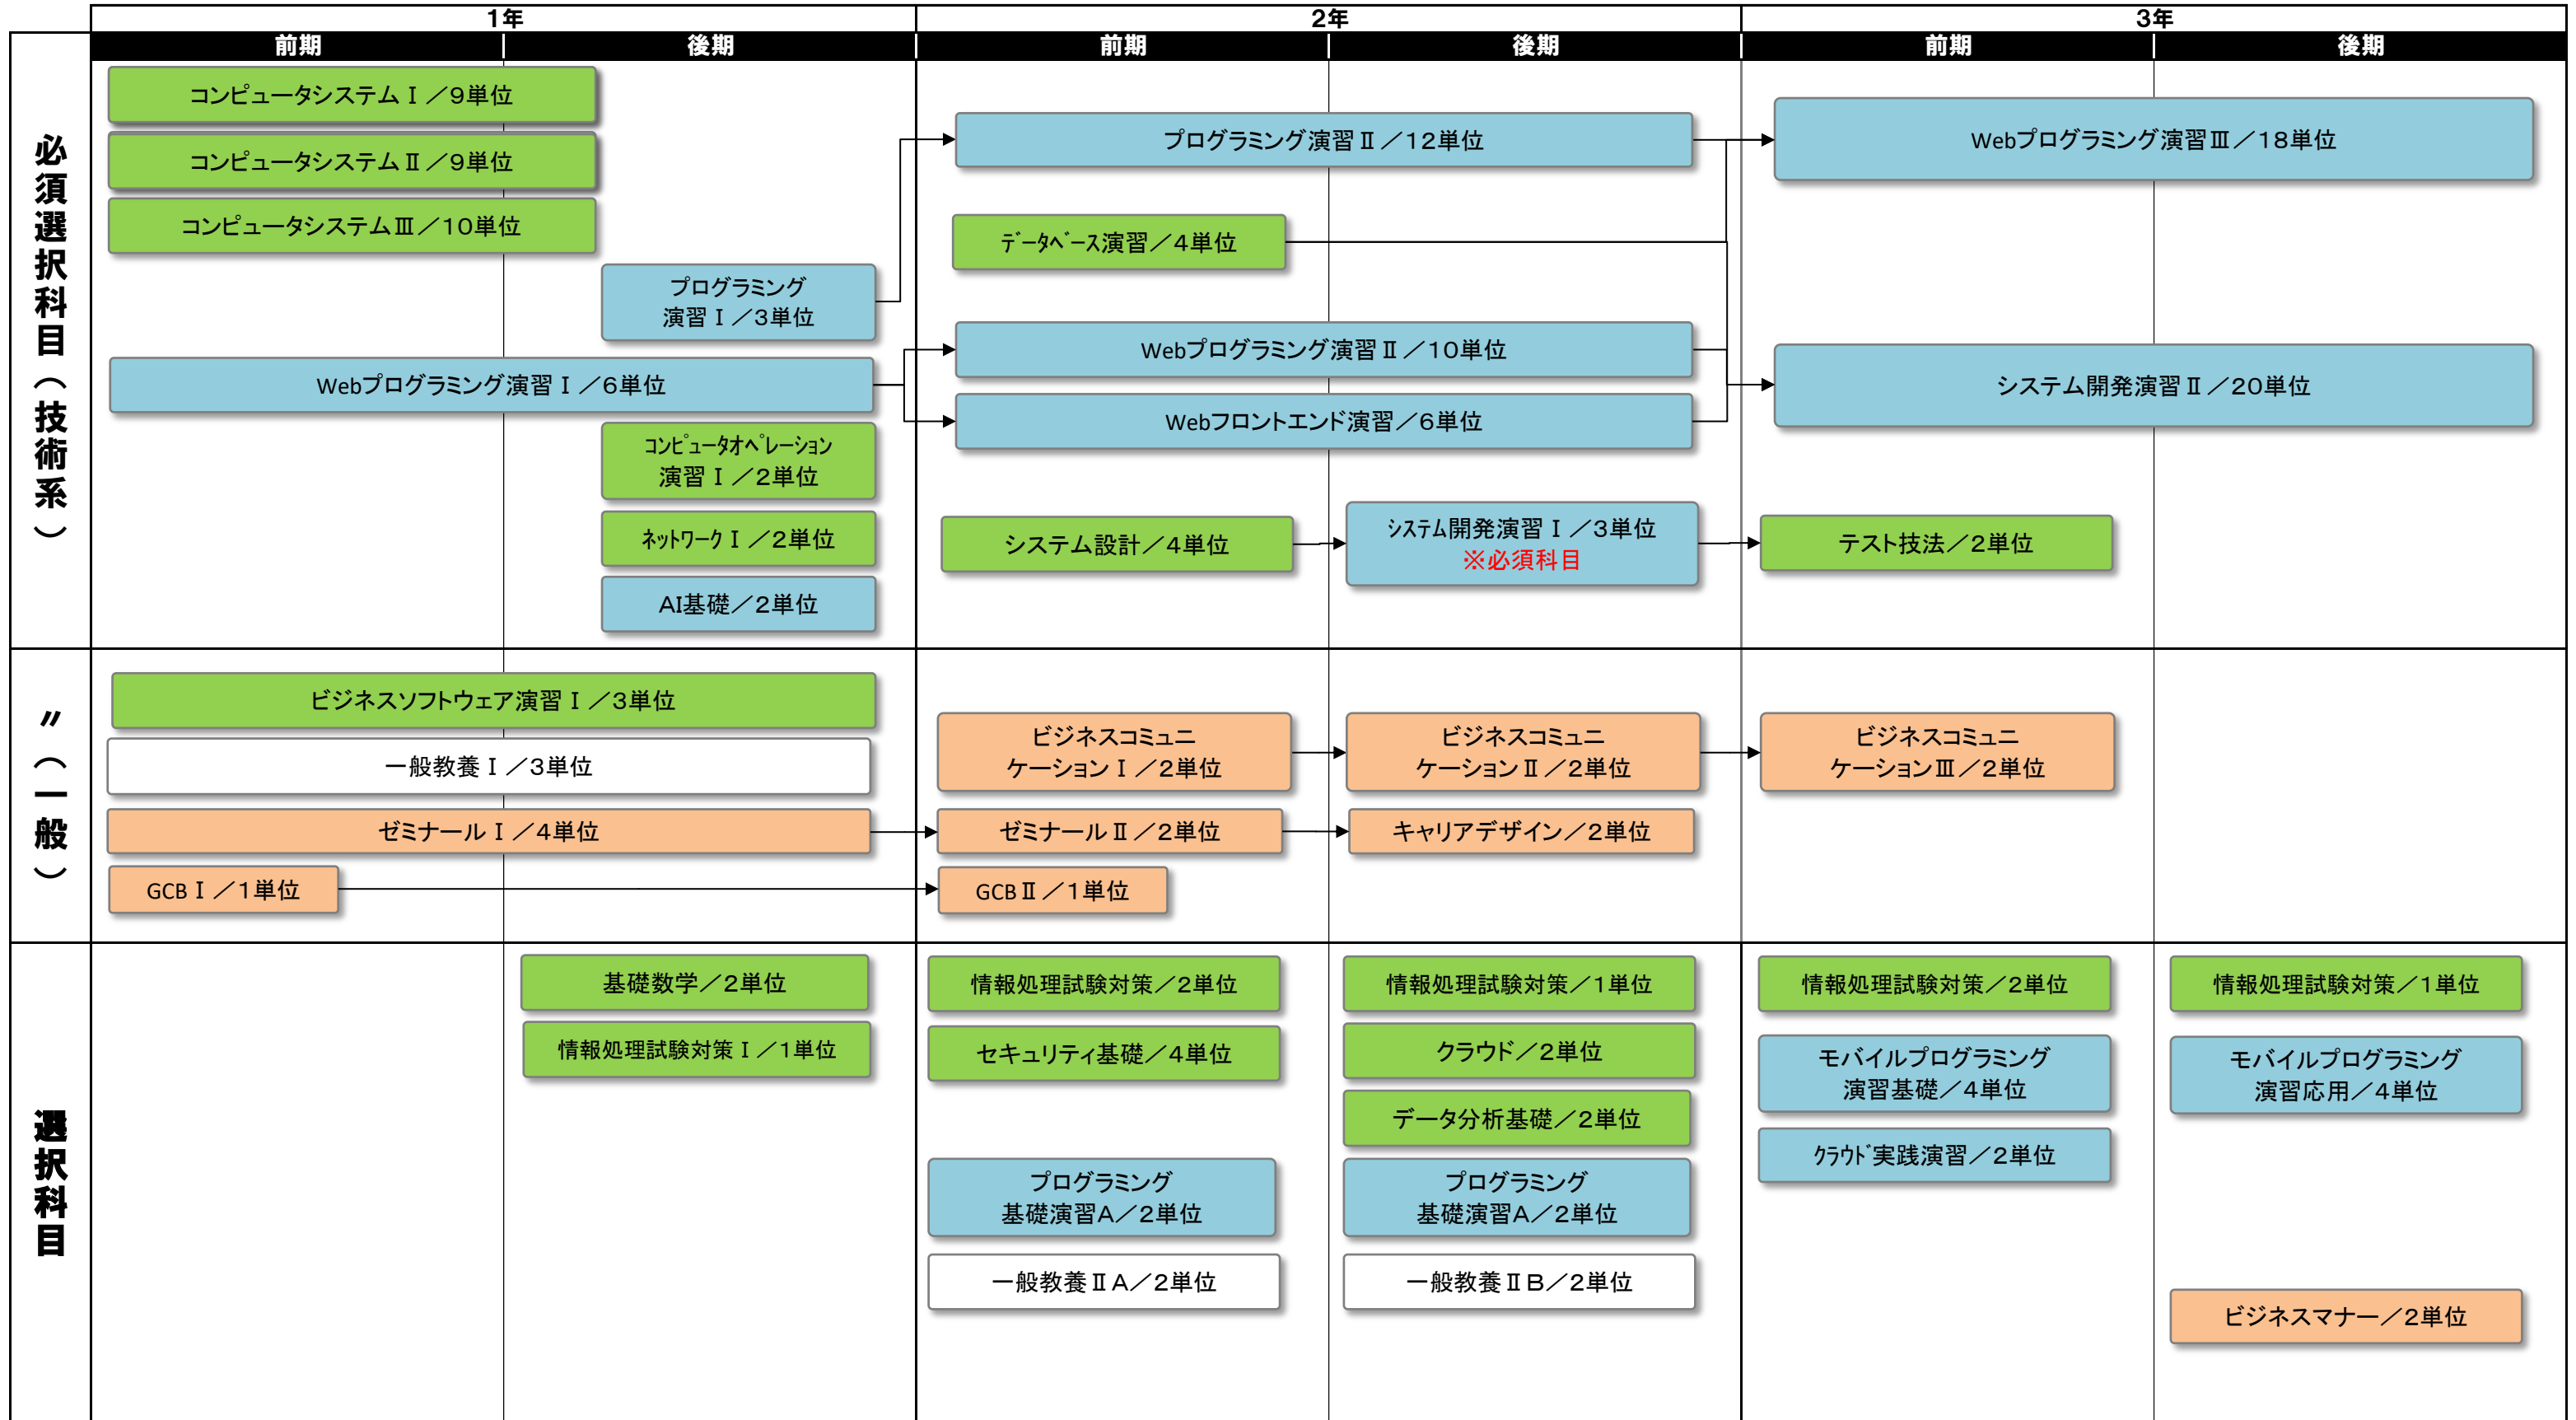 1年
2年
3年
前期
後期
前期
後期
前期
後期
必須選択科目（技術系）
コンピュータシステムⅠ／9単位
コンピュータシステムⅡ／9単位
コンピュータシステムⅢ／10単位
プログラミング
演習Ⅰ／3単位
Webプログラミング演習Ⅰ／6単位
コンピュータオペレーション
演習Ⅰ／2単位
ネットワークⅠ／2単位
AI基礎／2単位
プログラミング演習Ⅱ／12単位
データベース演習／4単位
Webプログラミング演習Ⅱ／10単位
Webフロントエンド演習／6単位
システム設計／4単位
システム開発演習Ⅰ／3単位
※必須科目
Webプログラミング演習Ⅲ／18単位
システム開発演習Ⅱ／20単位
テスト技法／2単位
〃（一般）
ビジネスソフトウェア演習Ⅰ／3単位
一般教養Ⅰ／3単位
ゼミナールⅠ／4単位
GCBⅠ／1単位
ビジネスコミュニ
ケーションⅠ／2単位
ビジネスコミュニ
ケーションⅡ／2単位
ビジネスコミュニ
ケーションⅢ／2単位
ゼミナールⅡ／2単位
キャリアデザイン／2単位
GCBⅡ／1単位
選択科目
基礎数学／2単位
情報処理試験対策Ⅰ／1単位
情報処理試験対策／2単位
セキュリティ基礎／4単位
プログラミング
基礎演習A／2単位
一般教養ⅡA／2単位
情報処理試験対策／1単位
クラウド／2単位
データ分析基礎／2単位
プログラミング
基礎演習A／2単位
一般教養ⅡB／2単位
情報処理試験対策／2単位
モバイルプログラミング
演習基礎／4単位
クラウド実践演習／2単位
情報処理試験対策／1単位
モバイルプログラミング
演習応用／4単位
ビジネスマナー／2単位